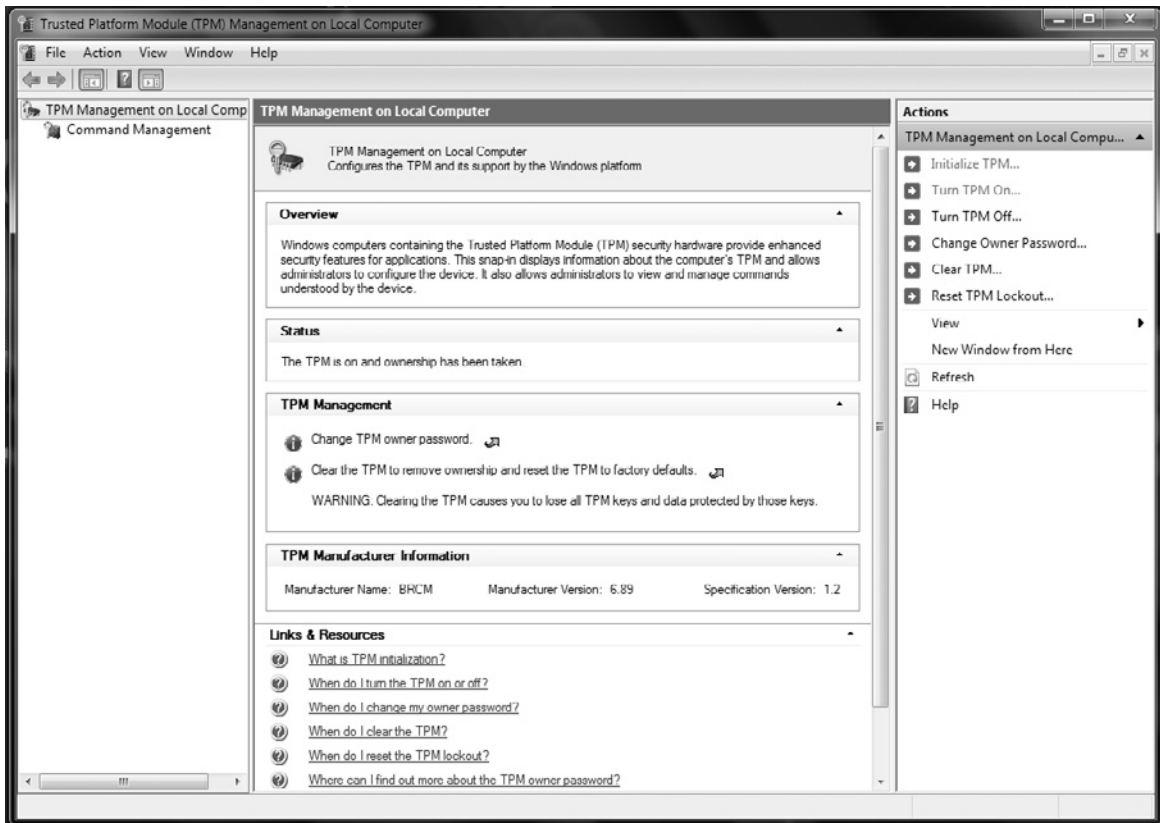 Trusted Platform Module (TPM) Management on Local Computer
File Action View Window Help
TPM Management on Local Comp
Command Management
TPM Management on Local Computer
TPM Management on Local Computer
Configures the TPM and its support by the Windows platform
Overview
Windows computers containing the Trusted Platform Module (TPM) security hardware provide enhanced
security features for applications. This snap-in displays information about the computer's TPM and allows
administrators to configure the device. It also allows administrators to view and manage commands
understood by the device.
Status
The TPM is on and ownership has been taken
TPM Management
Change TPM owner password.
Clear the TPM to remove ownership and reset the TPM to factory defaults.
WARNING. Clearing the TPM causes you to lose all TPM keys and data protected by those keys.
TPM Manufacturer Information
Manufacturer Name: BRCM Manufacturer Version: 6.89 Specification Version: 1.2
Links & Resources
What is TPM initialization?
When do I turn the TPM on or off?
When do I change my owner password?
When do I clear the TPM?
When do I reset the TPM lockout?
Where can I find out more about the TPM owner password?
Actions
TPM Management on Local Compu...
Initialize TPM...
Turn TPM On...
Turn TPM Off...
Change Owner Password...
Clear TPM...
Reset TPM Lockout...
View
New Window from Here
Refresh
Help